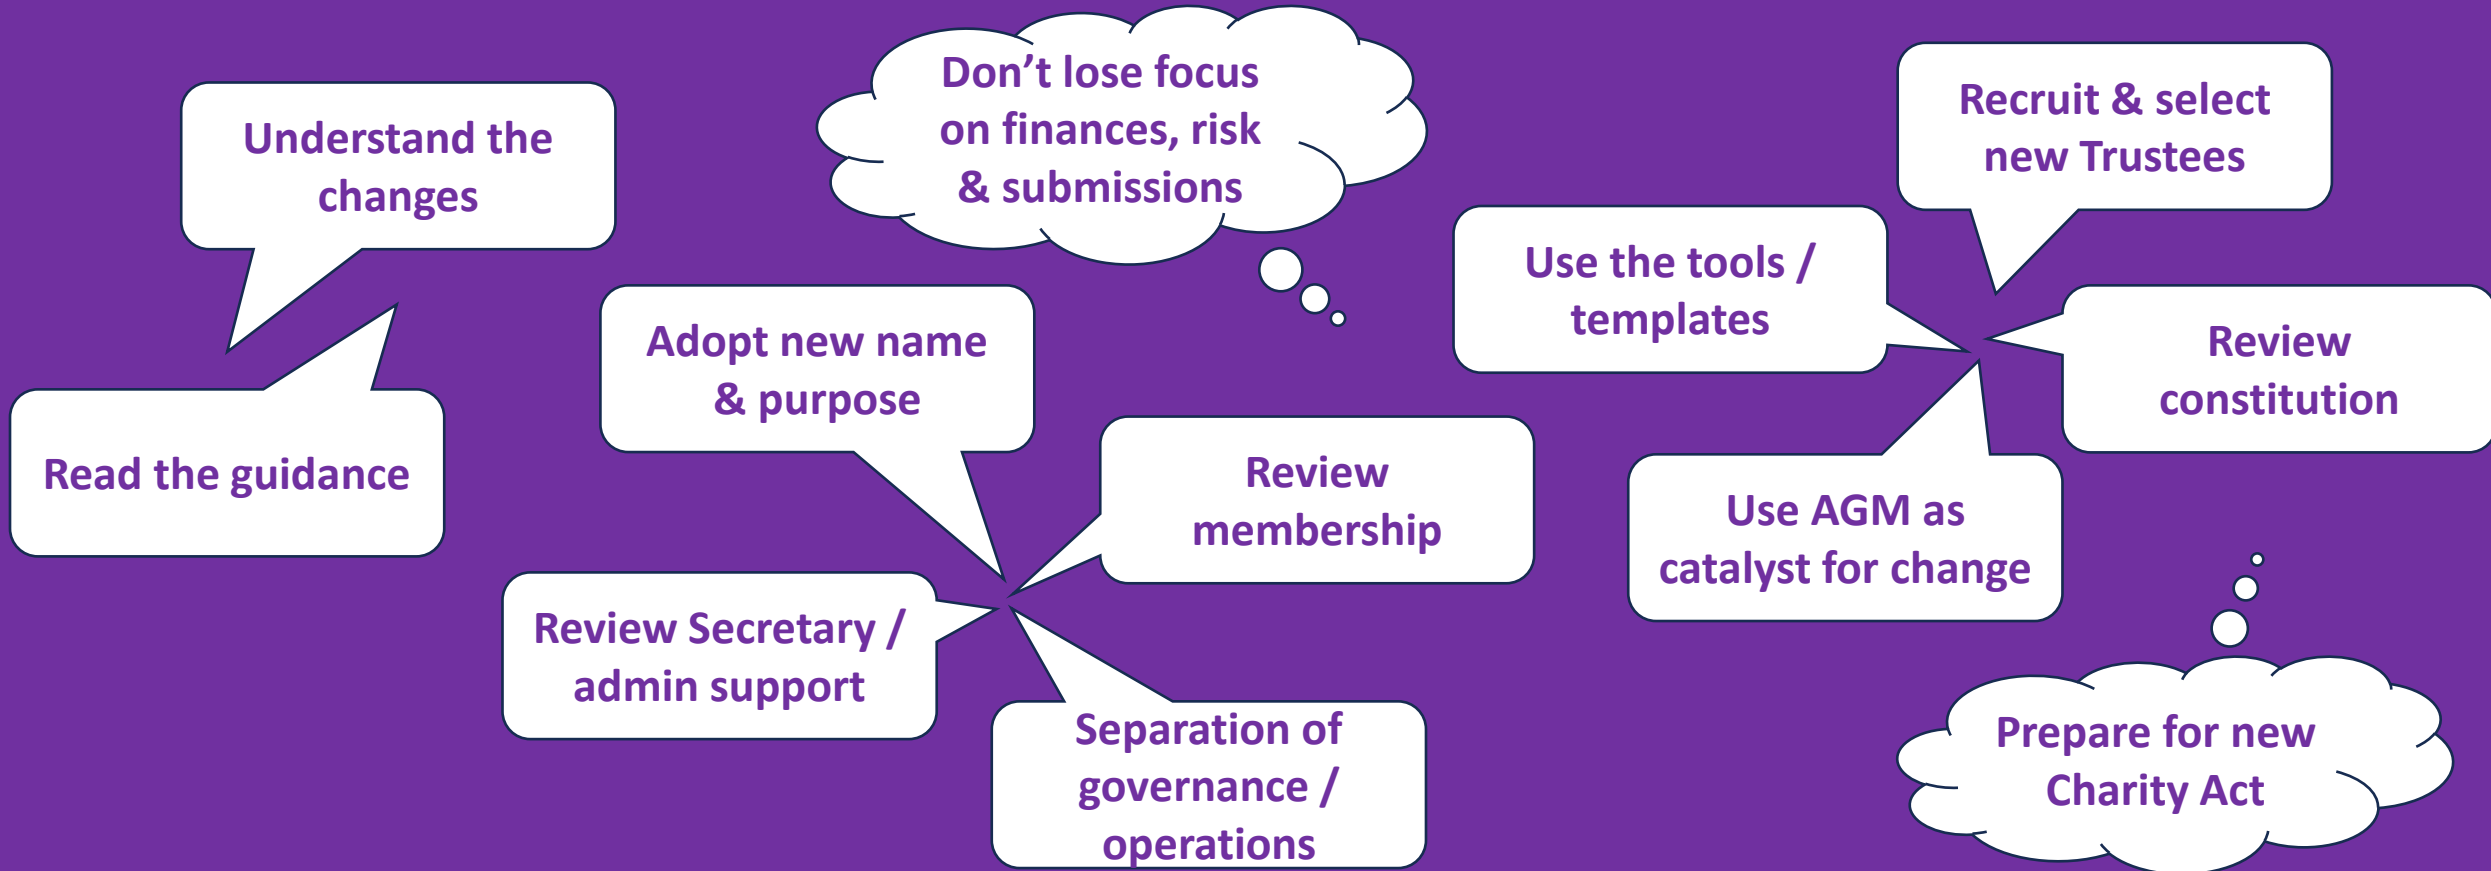 Understand the
changes
Read the guidance
Don’t lose focus
on finances, risk
& submissions
Adopt new name
& purpose
Review
membership
Review Secretary /
admin support
Separation of
governance /
operations
Recruit & select
new Trustees
Use the tools /
templates
Review
constitution
Use AGM as
catalyst for change
Prepare for new
Charity Act